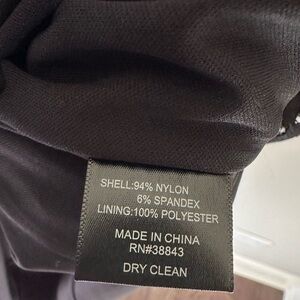 SHELL:94% NYLON
6% SPANDEX
LINING:100% POLYESTER
MADE IN CHINA
RN#38843
DRY CLEAN